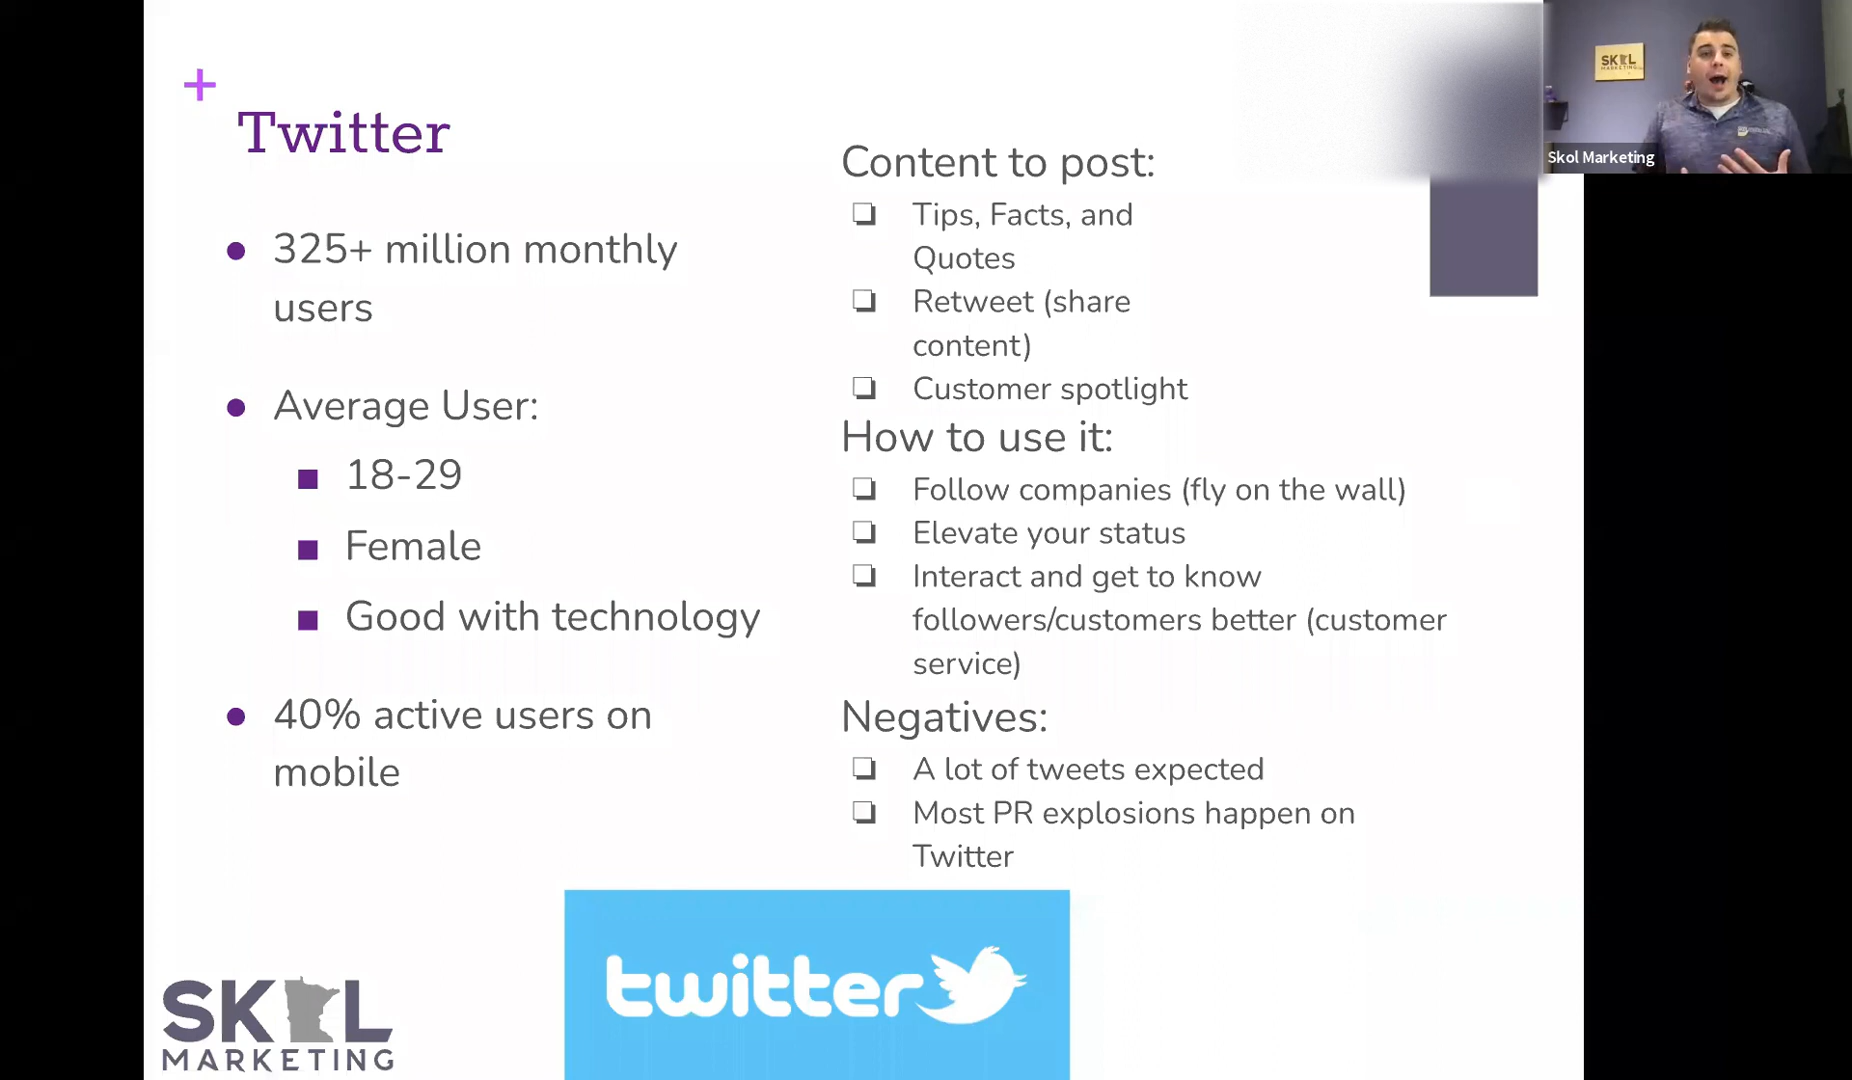 Twitter
325+ million monthly
users
Average User:
18-29
Female
Good with technology
40% active users on
mobile
Content to post:
Tips, Facts, and
Quotes
Retweet (share
content)
Customer spotlight
How to use it:
Follow companies (fly on the wall)
Elevate your status
Interact and get to know
followers/customers better (customer
service)
Negatives:
A lot of tweets expected
Most PR explosions happen on
Twitter
twitter
SKOL
MARKETING
SKOL
MARKETING
Skol Marketing